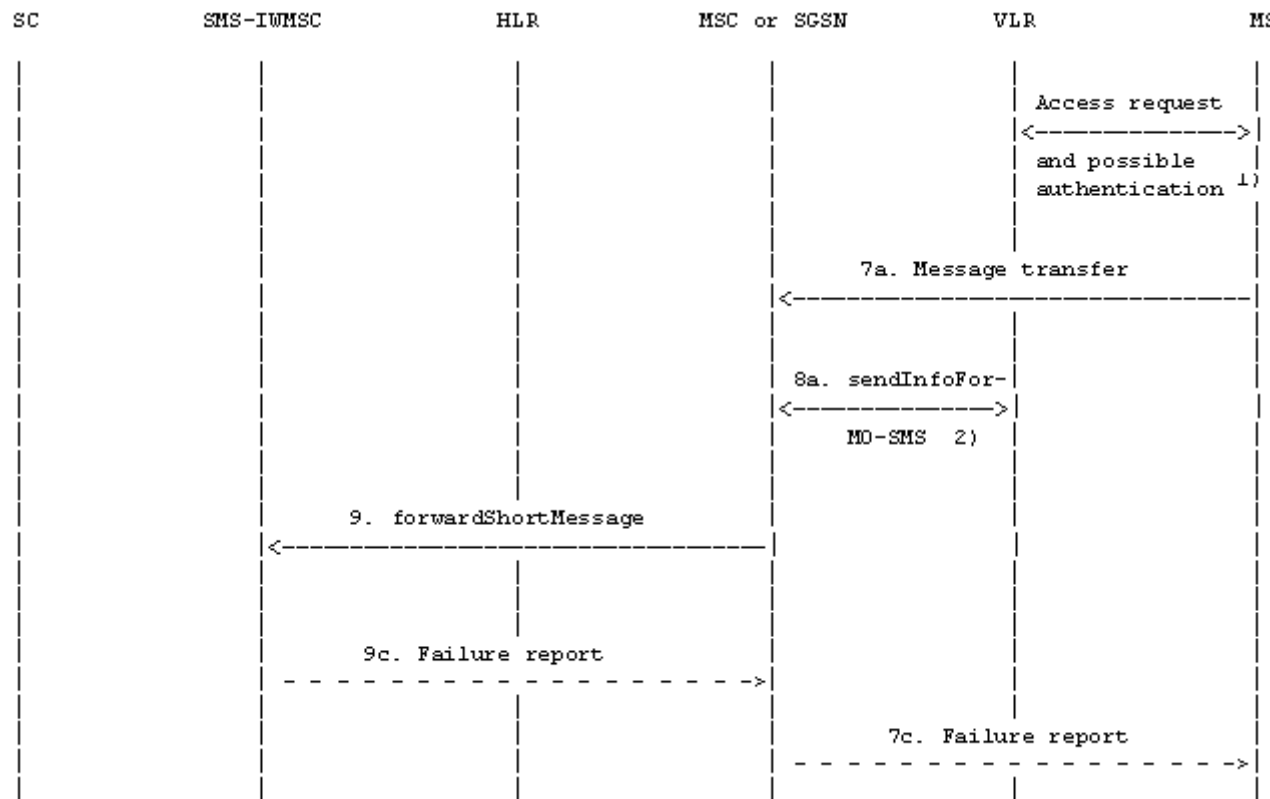 SC SMS-IWMSC HLR MSC or SGSN VLR MS
Access request
and possible
authentication 1)
7a. Message transfer
8a. sendInfoFor-
MO-SMS 2)
9. forwardShortMessage
9c. Failure report
7c. Failure report